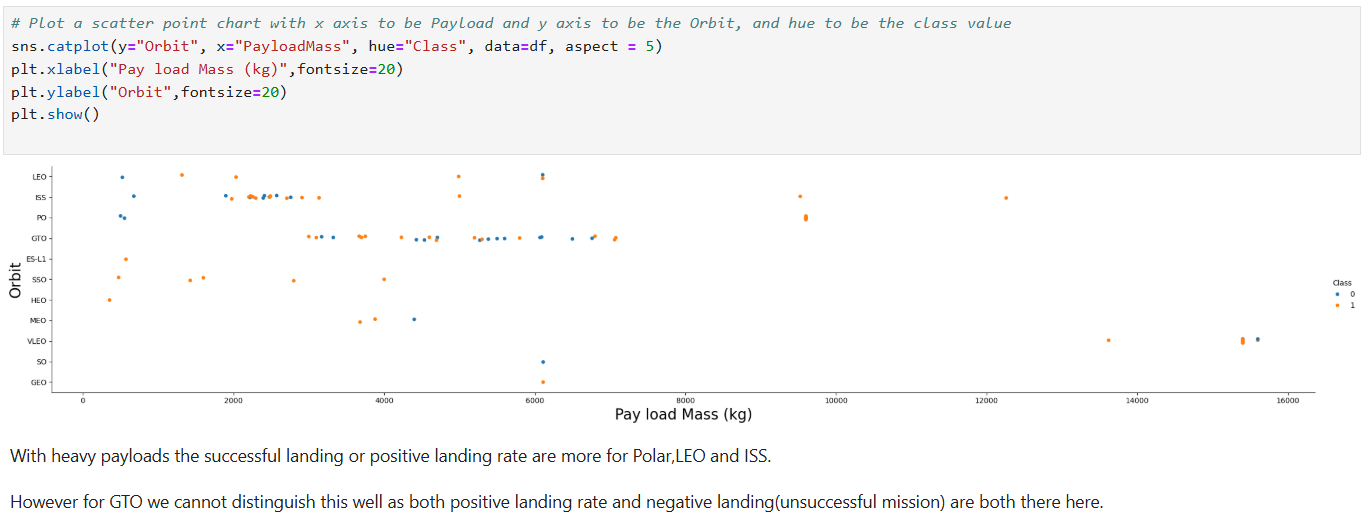 # Plot a scatter point chart with x axis to be Payload and y axis to be the Orbit, and hue to be the class value
sns.catplot(y="Orbit", x="PayloadMass", hue="Class", data=df, aspect = 5)
plt.xlabel("Pay load Mass (kg)",fontsize=20)
plt.ylabel("Orbit",fontsize=20)
plt.show()
LEO
ISS
PO
GTO
ES-L1
SSO
HEO
MEO
VLEO
SO
GEO
Orbit
0 2000 4000 6000 8000 10000 12000 14000 16000
Pay load Mass (kg)
Class
0
1
With heavy payloads the successful landing or positive landing rate are more for Polar,LEO and ISS.
However for GTO we cannot distinguish this well as both positive landing rate and negative landing(unsuccessful mission) are both there here.